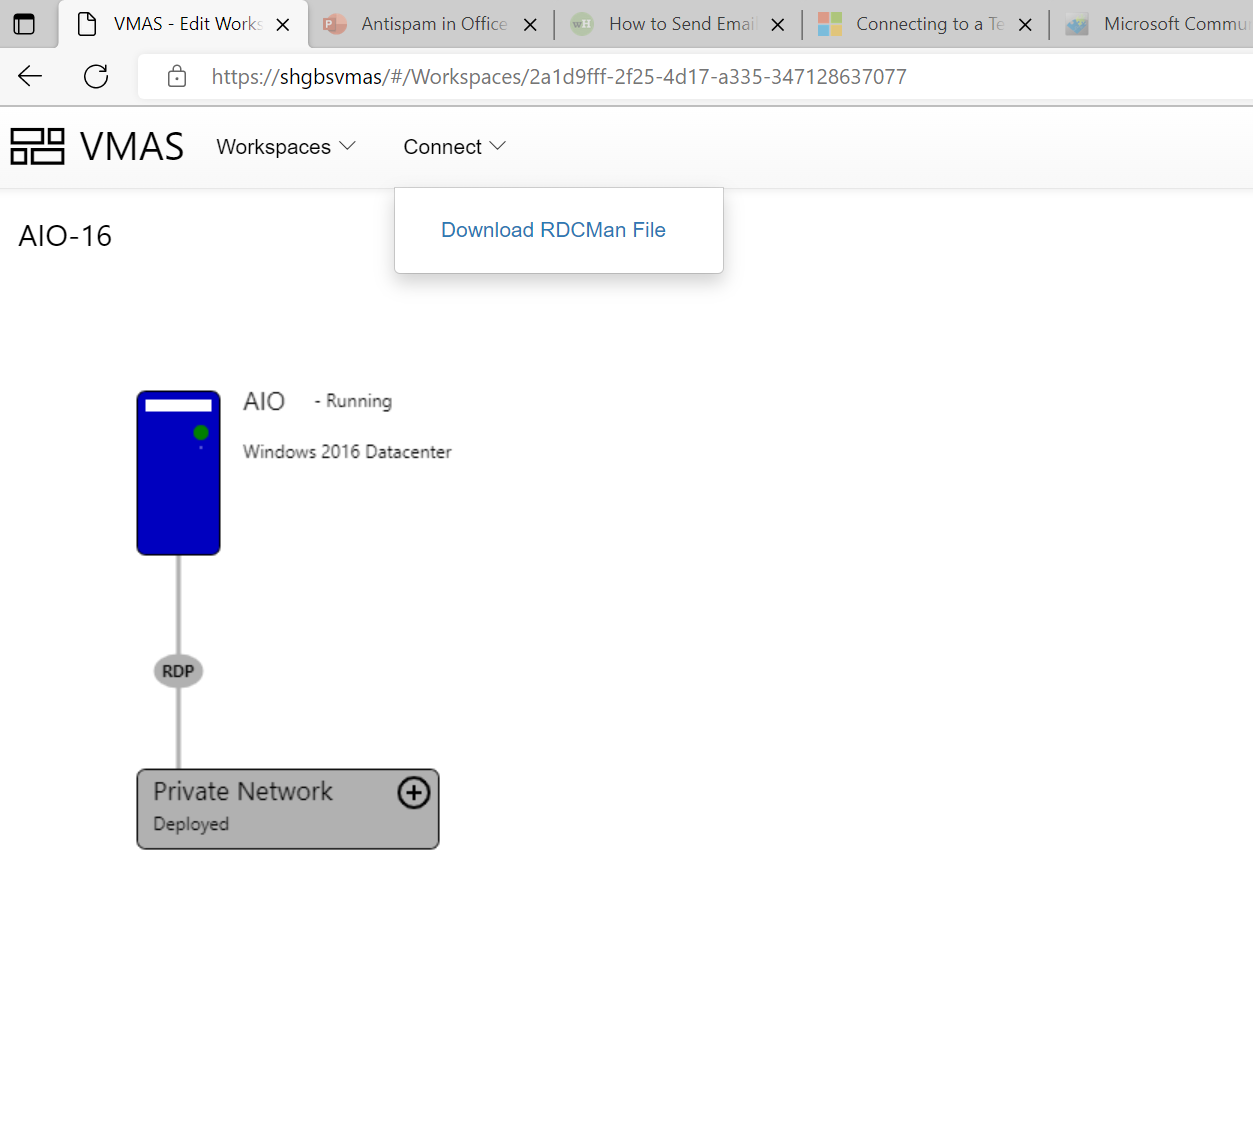 VMAS - Edit Works
Antispam in Office
How to Send Email
Connecting to a Te
Microsoft Commu
https://shgbsvmas/#/Workspaces/2a1d9fff-2f25-4d17-a335-347128637077
VMAS
Workspaces
Connect
Download RDCMan File
AIO-16
AIO - Running
Windows 2016 Datacenter
RDP
Private Network
Deployed